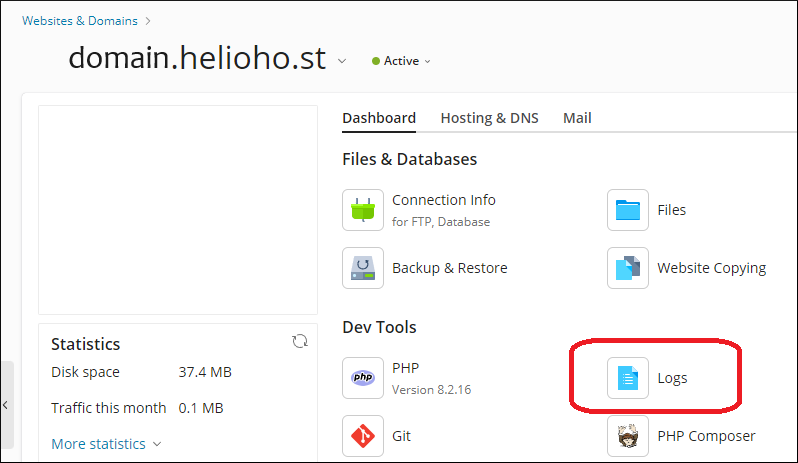 Websites & Domains
domain.helioho.st
Active
Dashboard Hosting & DNS Mail
Files & Databases
Connection Info
for FTP, Database
Files
Backup & Restore
Website Copying
Statistics
Disk space 37.4 MB
Traffic this month 0.1 MB
More statistics
Dev Tools
php
PHP
Version 8.2.16
Logs
Git
PHP Composer